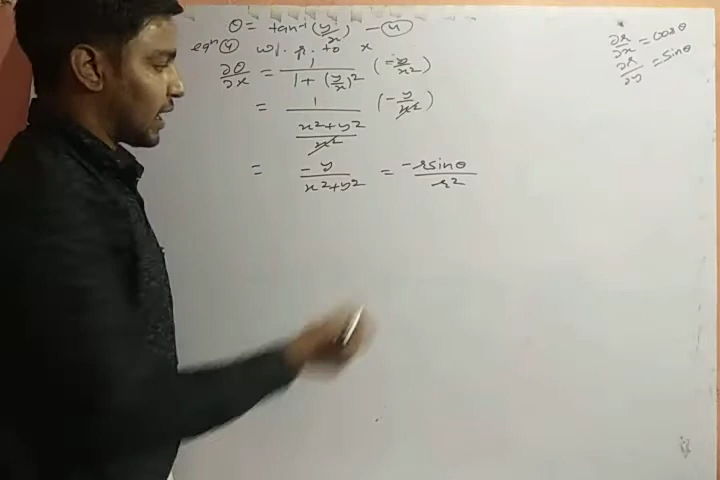 θ = tan⁻¹(y/x) — (4)
eqⁿ (4) w.r. to x
∂θ/∂x = 1/(1 + (y/x)²) (-y/x²)
= 1/((x²+y²)/x²) (-y/x²)
= -y/(x²+y²) = -rsinθ/r²
∂r/∂x = cosθ
∂r/∂y = sinθ